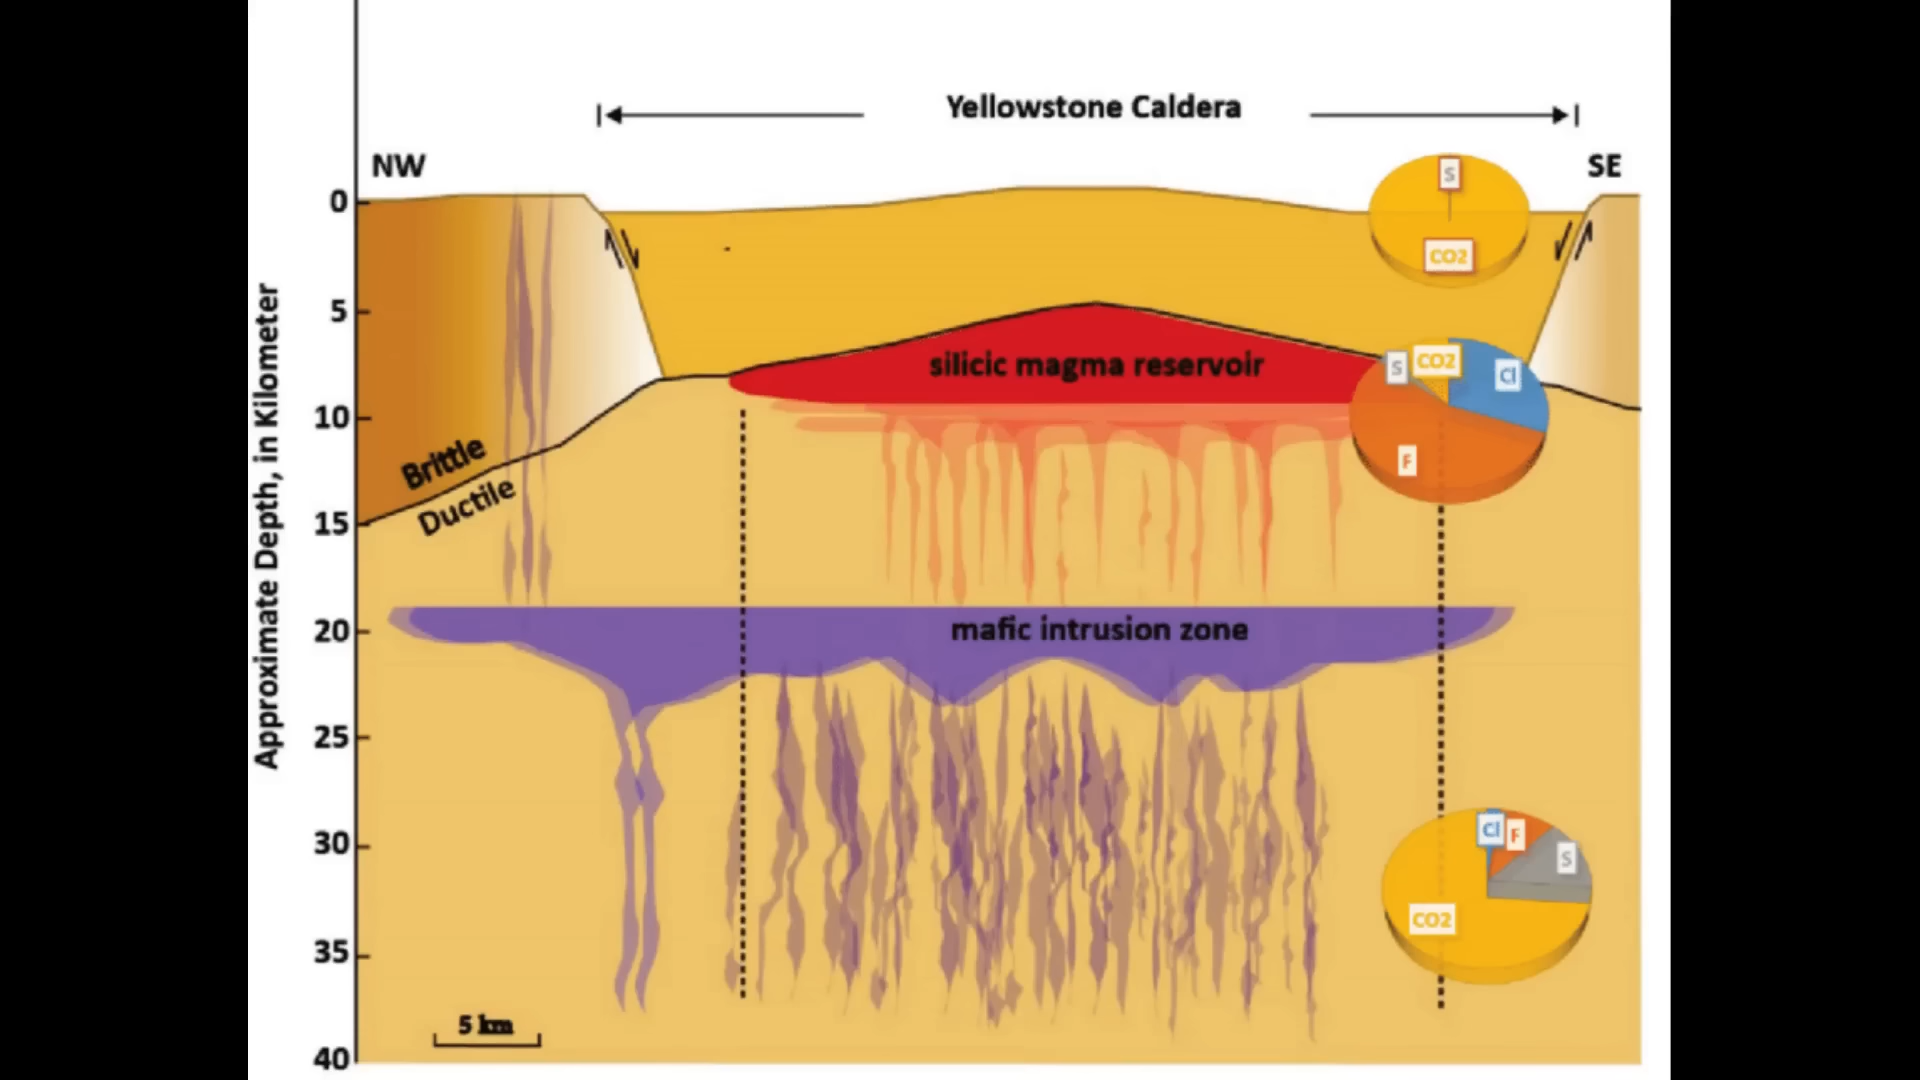 Yellowstone Caldera
NW
SE
S
CO2
Approximate Depth, in Kilometer
0
5
10
15
20
25
30
35
40
silicic magma reservoir
S
CO2
Cl
F
Brittle
Ductile
mafic intrusion zone
Cl
F
S
CO2
5 km